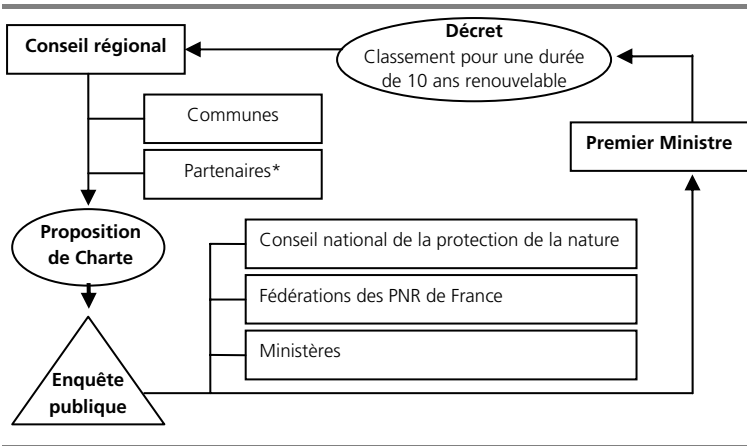 Conseil régional
Décret
Classement pour une durée
de 10 ans renouvelable
Communes
Premier Ministre
Partenaires*
Proposition
de Charte
Conseil national de la protection de la nature
Fédérations des PNR de France
Ministères
Enquête
publique